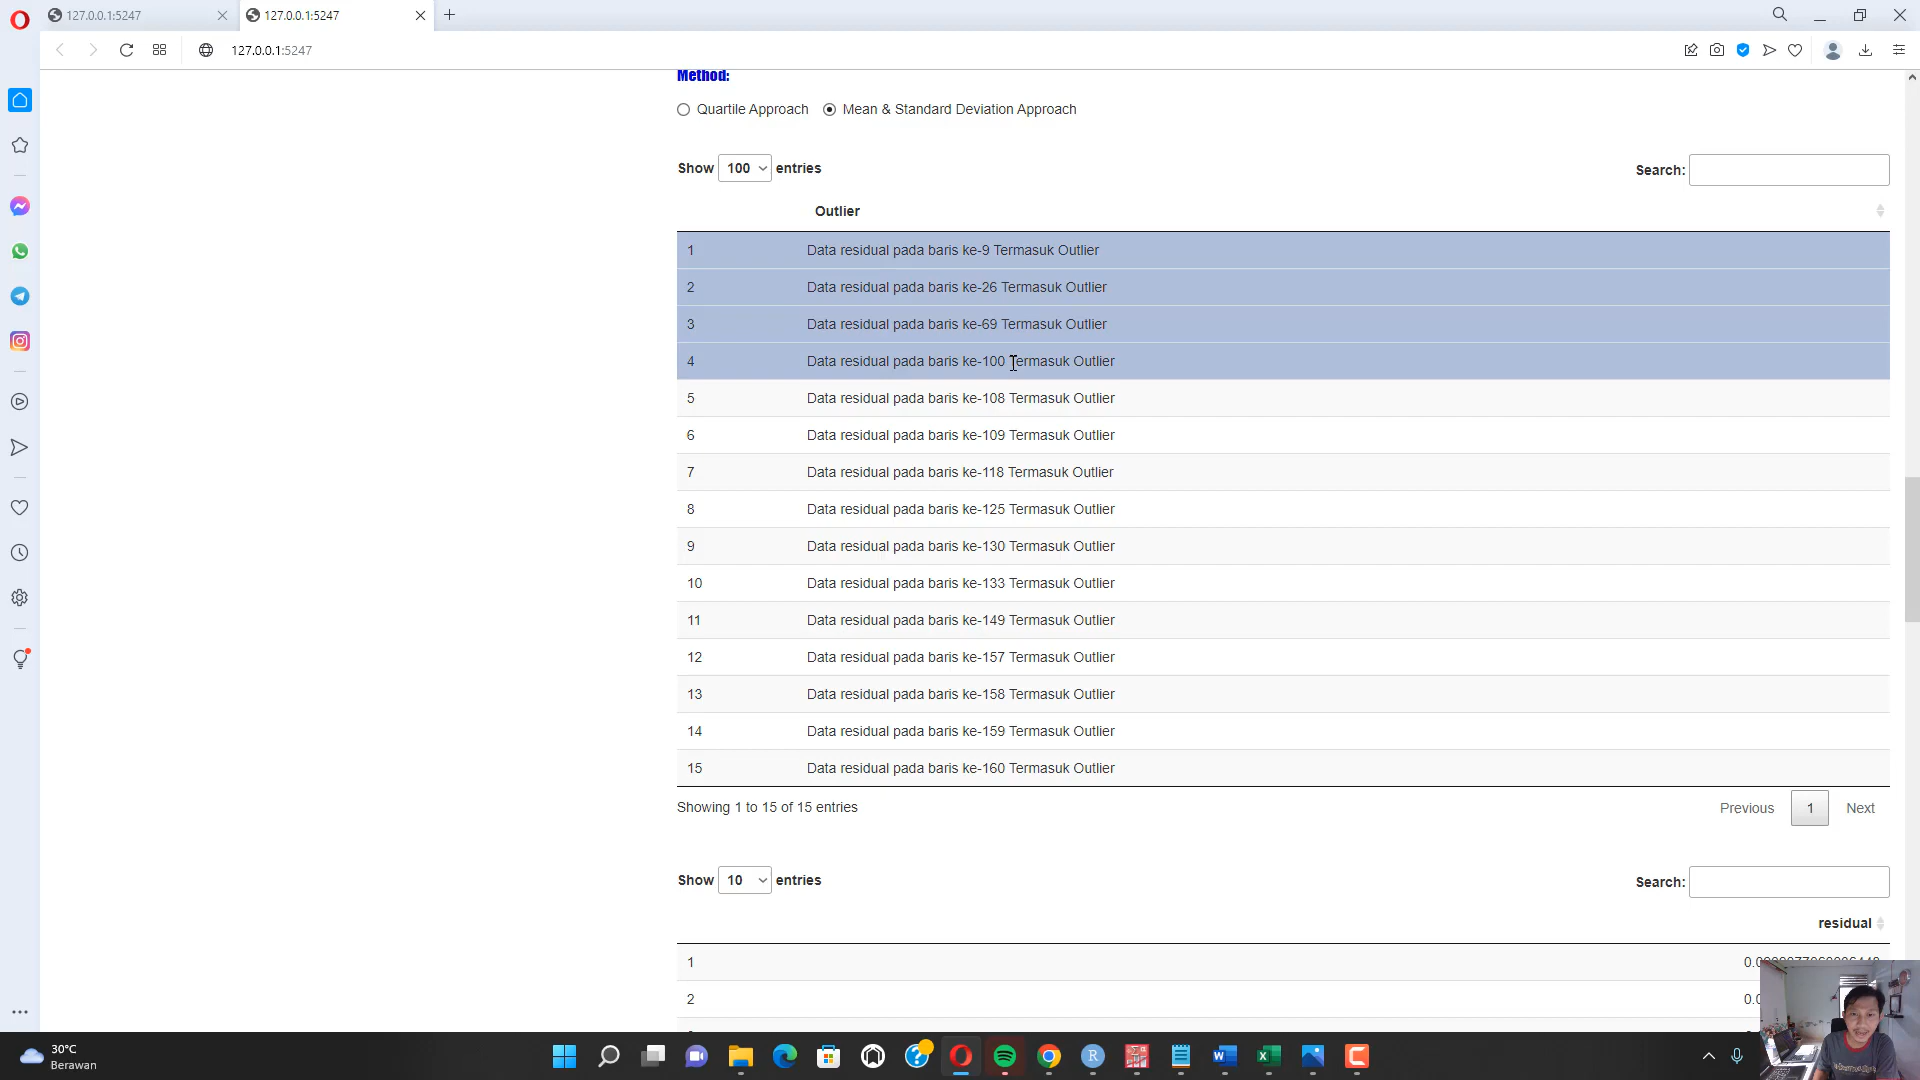 127.0.0.1:5247
127.0.0.1:5247
127.0.0.1:5247
Method:
Quartile Approach
Mean & Standard Deviation Approach
Show 100 entries
Search:
Outlier
1 Data residual pada baris ke-9 Termasuk Outlier
2 Data residual pada baris ke-26 Termasuk Outlier
3 Data residual pada baris ke-69 Termasuk Outlier
4 Data residual pada baris ke-100 Termasuk Outlier
5 Data residual pada baris ke-108 Termasuk Outlier
6 Data residual pada baris ke-109 Termasuk Outlier
7 Data residual pada baris ke-118 Termasuk Outlier
8 Data residual pada baris ke-125 Termasuk Outlier
9 Data residual pada baris ke-130 Termasuk Outlier
10 Data residual pada baris ke-133 Termasuk Outlier
11 Data residual pada baris ke-149 Termasuk Outlier
12 Data residual pada baris ke-157 Termasuk Outlier
13 Data residual pada baris ke-158 Termasuk Outlier
14 Data residual pada baris ke-159 Termasuk Outlier
15 Data residual pada baris ke-160 Termasuk Outlier
Showing 1 to 15 of 15 entries
Previous 1 Next
Show 10 entries
Search:
residual
1
2
30°C
Berawan